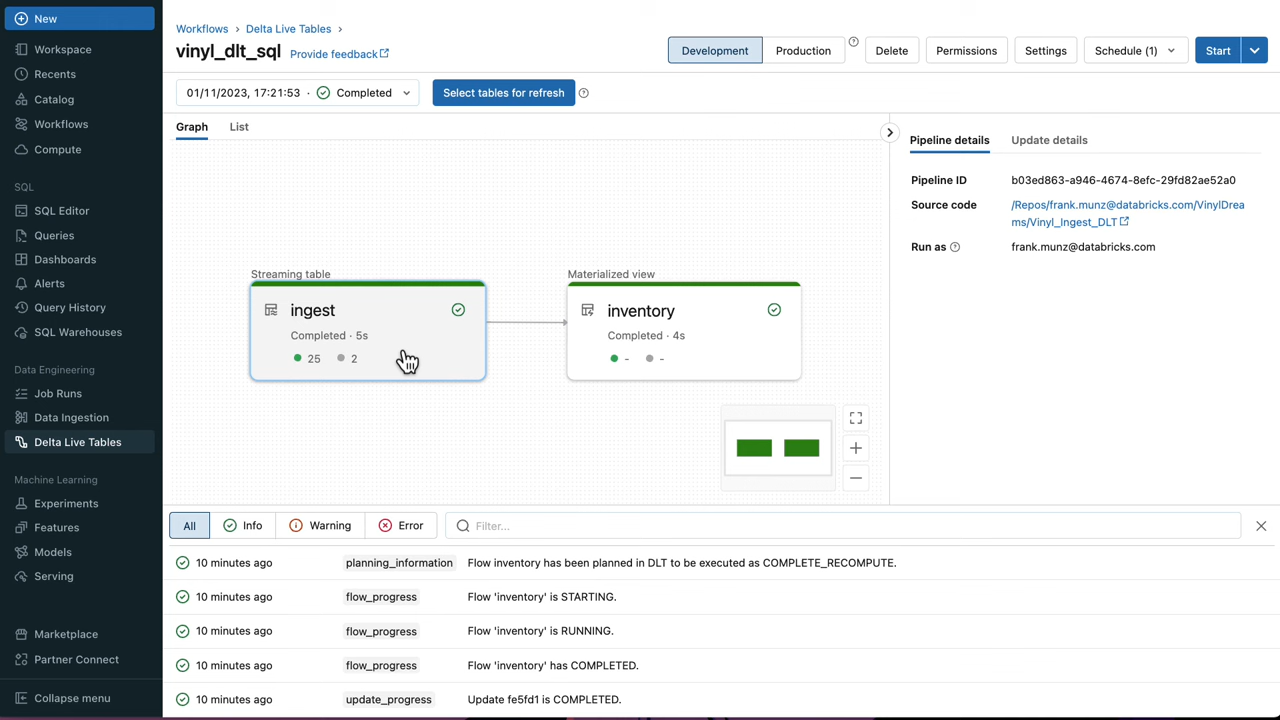 New
Workspace
Recents
Catalog
Workflows
Compute
SQL
SQL Editor
Queries
Dashboards
Alerts
Query History
SQL Warehouses
Data Engineering
Job Runs
Data Ingestion
Delta Live Tables
Machine Learning
Experiments
Features
Models
Serving
Marketplace
Partner Connect
Collapse menu
Workflows › Delta Live Tables ›
vinyl_dlt_sql Provide feedback
Development Production ? Delete Permissions Settings Schedule (1) Start
01/11/2023, 17:21:53 · Completed Select tables for refresh ?
Graph List
Streaming table
ingest
Completed · 5s
25 2
Materialized view
inventory
Completed · 4s
- -
Pipeline details Update details
Pipeline ID b03ed863-a946-4674-8efc-29fd82ae52a0
Source code /Repos/frank.munz@databricks.com/VinylDrea
ms/Vinyl_Ingest_DLT
Run as ? frank.munz@databricks.com
All Info Warning Error Filter...
10 minutes ago planning_information Flow inventory has been planned in DLT to be executed as COMPLETE_RECOMPUTE.
10 minutes ago flow_progress Flow 'inventory' is STARTING.
10 minutes ago flow_progress Flow 'inventory' is RUNNING.
10 minutes ago flow_progress Flow 'inventory' has COMPLETED.
10 minutes ago update_progress Update fe5fd1 is COMPLETED.